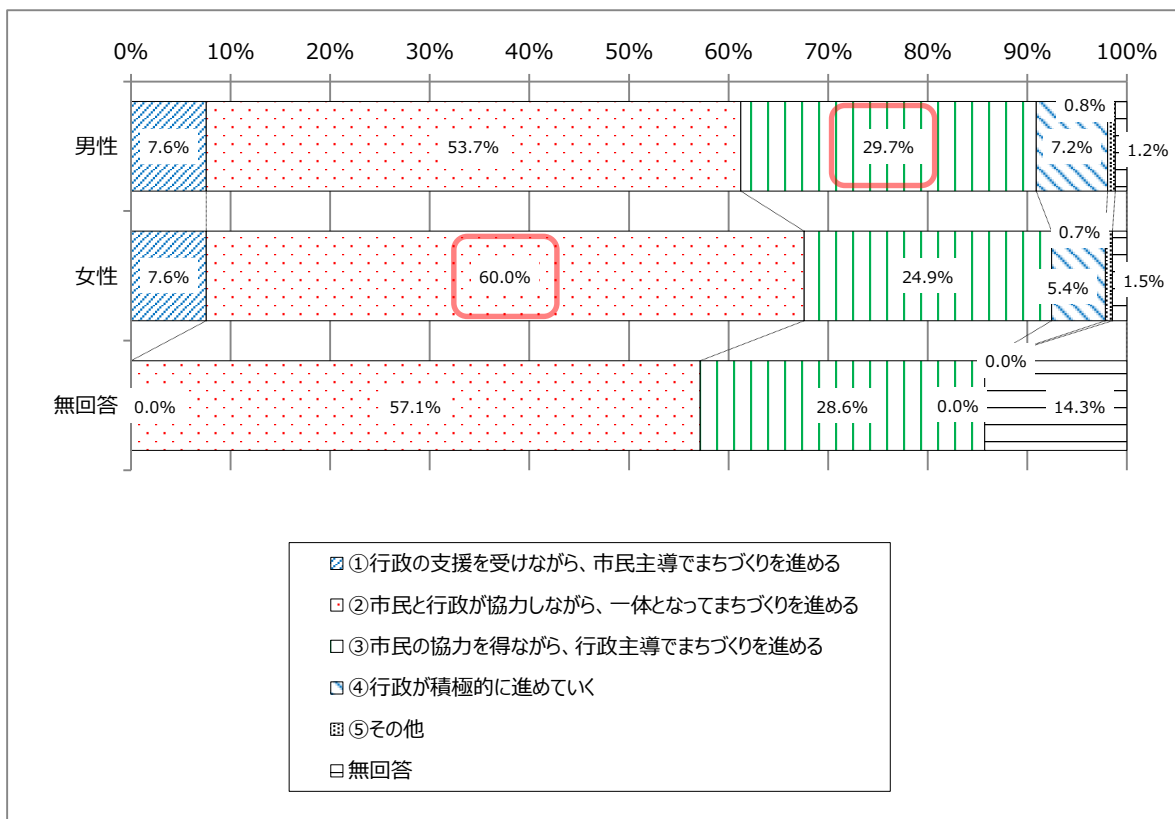 0% 10% 20% 30% 40% 50% 60% 70% 80% 90% 100%
男性 7.6% 53.7% 29.7% 7.2% 0.8% 1.2%
女性 7.6% 60.0% 24.9% 5.4% 0.7% 1.5%
無回答 0.0% 57.1% 28.6% 0.0% 0.0% 14.3%
①行政の支援を受けながら、市民主導でまちづくりを進める
②市民と行政が協力しながら、一体となってまちづくりを進める
③市民の協力を得ながら、行政主導でまちづくりを進める
④行政が積極的に進めていく
⑤その他
無回答